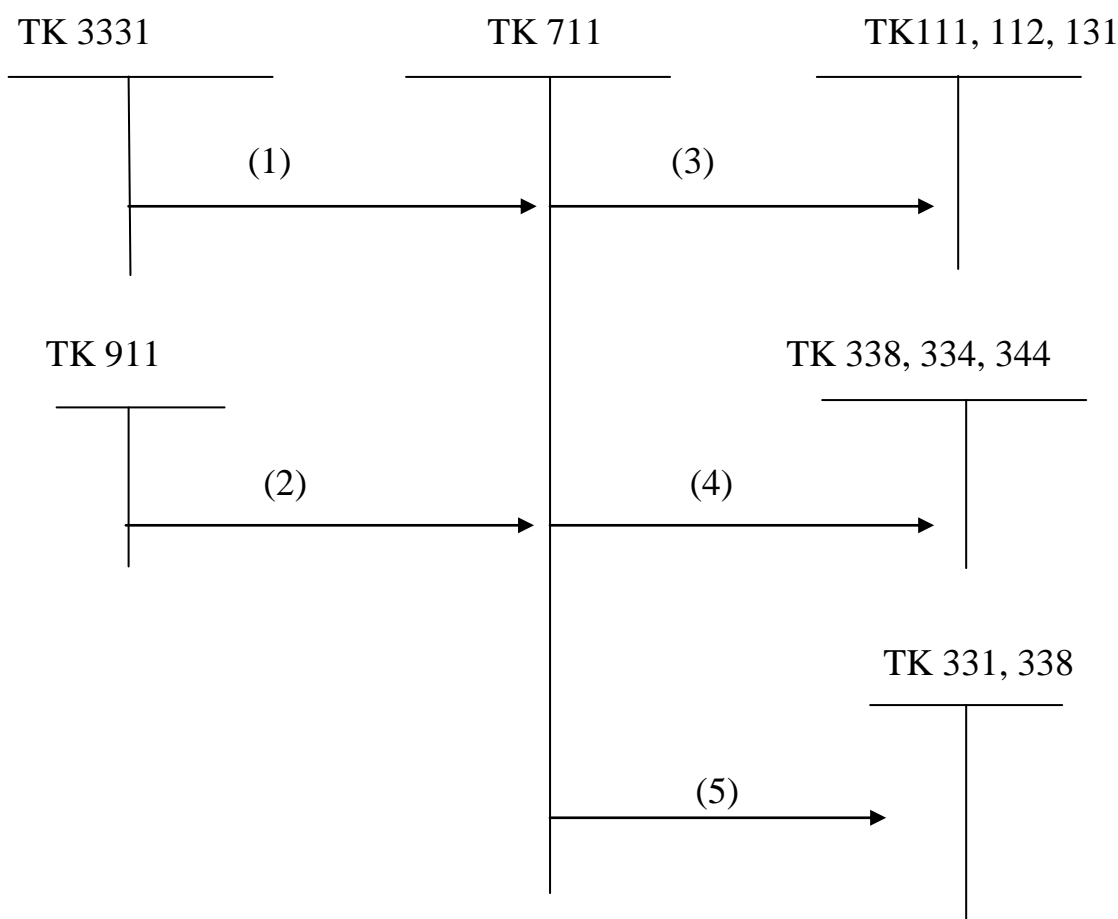 TK 3331
TK 711
TK111, 112, 131
(1)
(3)
TK 911
TK 338, 334, 344
(2)
(4)
TK 331, 338
(5)